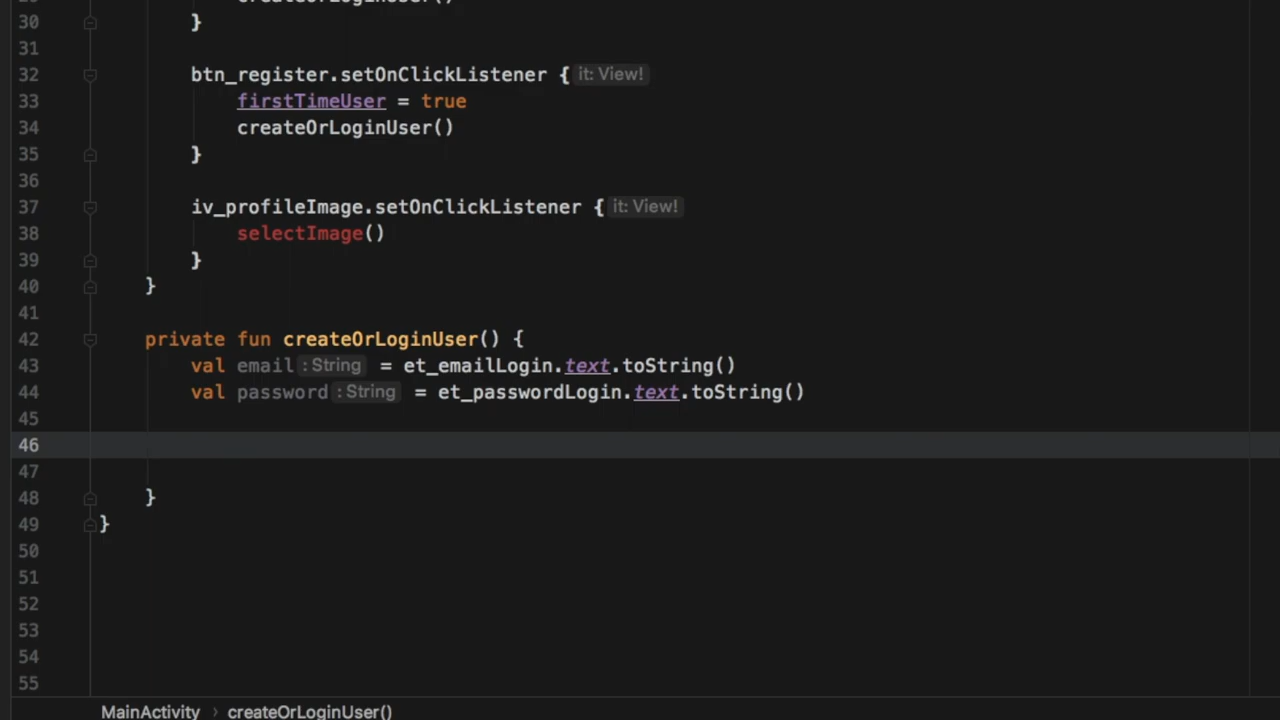 createOrLoginUser()
30 }
31
32 btn_register.setOnClickListener { it: View!
33 firstTimeUser = true
34 createOrLoginUser()
35 }
36
37 iv_profileImage.setOnClickListener { it: View!
38 selectImage()
39 }
40 }
41
42 private fun createOrLoginUser() {
43 val email : String = et_emailLogin.text.toString()
44 val password : String = et_passwordLogin.text.toString()
45
46
47
48 }
49 }
50
51
52
53
54
55
MainActivity › createOrLoginUser()